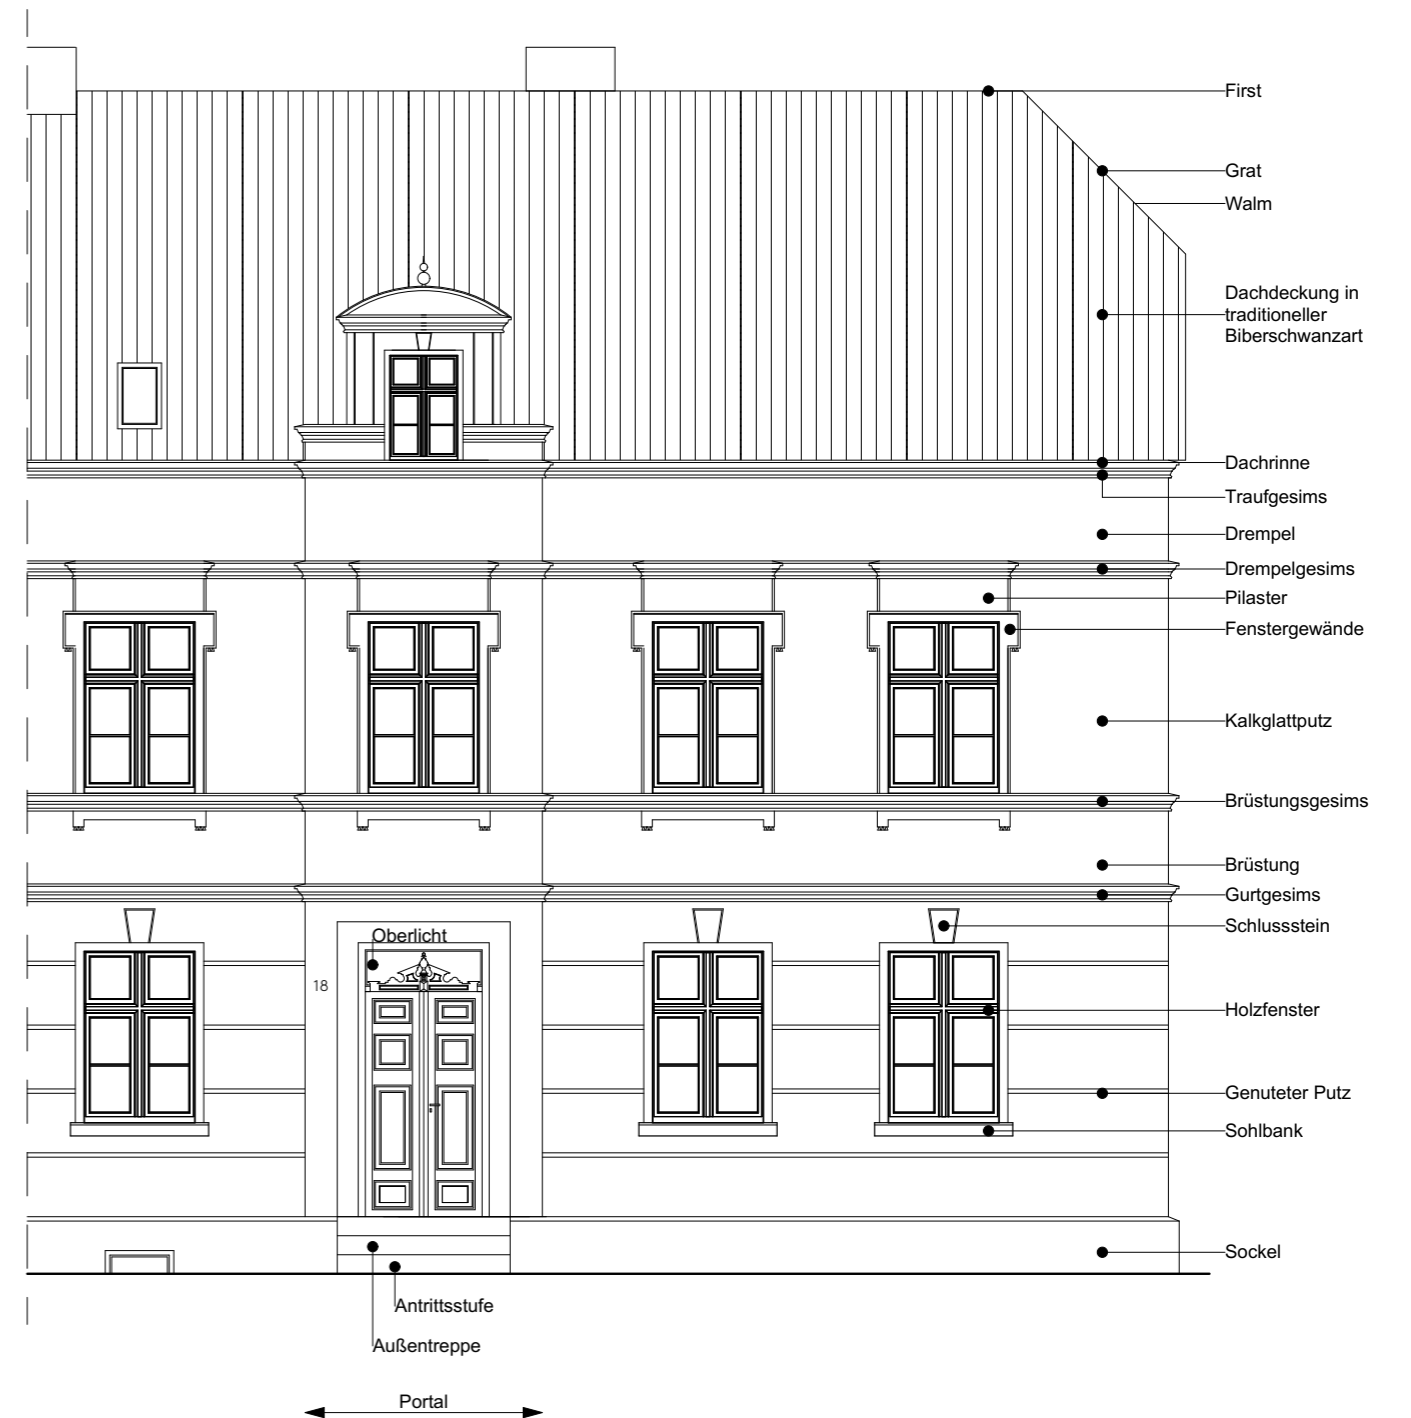 First
Grat
Walm
Dachdeckung in
traditioneller
Biberschwanzart
Dachrinne
Traufgesims
Drempel
Drempelgesims
Pilaster
Fenstergewände
Kalkglattputz
Brüstungsgesims
Brüstung
Gurtgesims
Schlussstein
Oberlicht
18
Holzfenster
Genuteter Putz
Sohlbank
Sockel
Antrittsstufe
Außentreppe
Portal